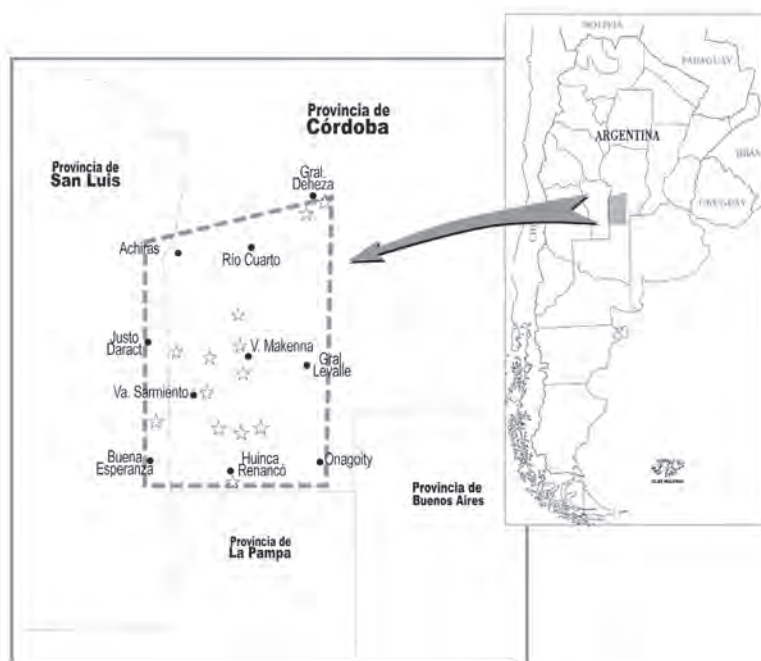 Provincia de
Córdoba
Provincia de
San Luis
Gral.
Deheza
Achiras
Río Cuarto
Justo
Daract
V. Makenna
Gral.
Levalle
Va. Sarmiento
Buena
Esperanza
Huinca
Renancó
Onagoity
Provincia de
Buenos Aires
Provincia de
La Pampa
BOLIVIA
PARAGUAY
ARGENTINA
URUGUAY